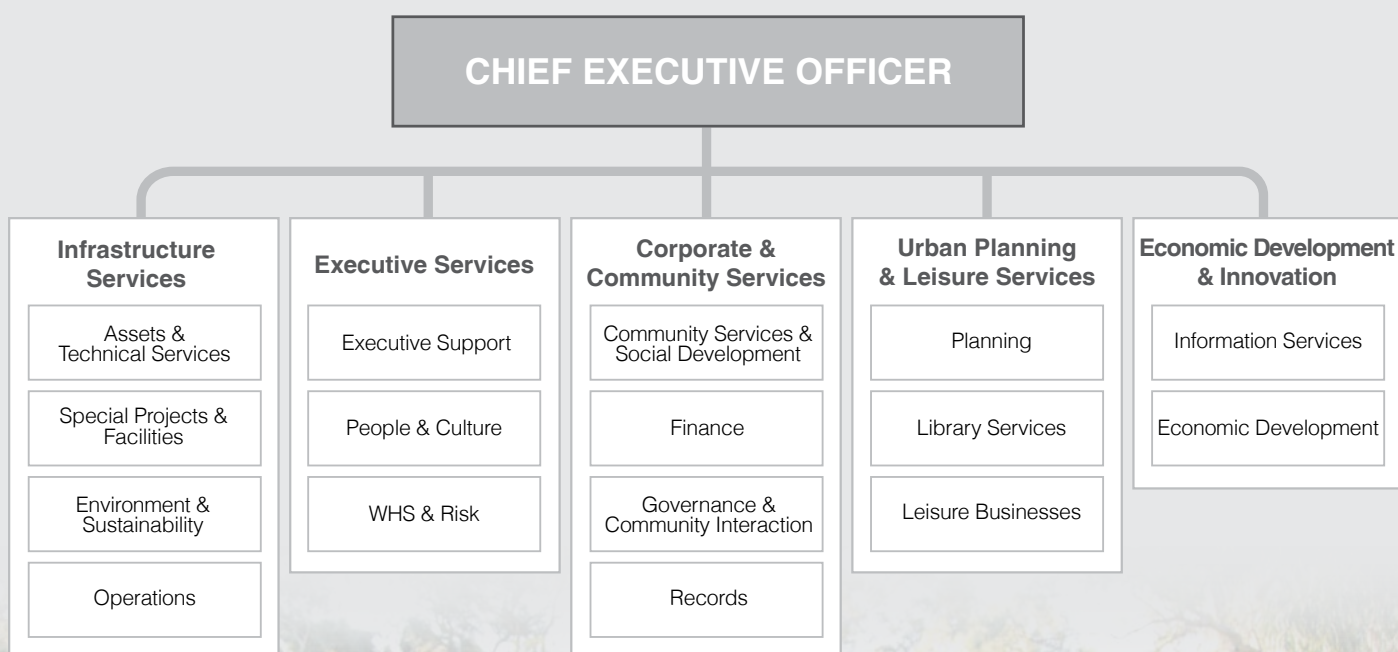 CHIEF EXECUTIVE OFFICER
Infrastructure
Services
Assets &
Technical Services
Special Projects &
Facilities
Environment &
Sustainability
Operations
Executive Services
Executive Support
People & Culture
WHS & Risk
Corporate &
Community Services
Community Services &
Social Development
Finance
Governance &
Community Interaction
Records
Urban Planning
& Leisure Services
Planning
Library Services
Leisure Businesses
Economic Development
& Innovation
Information Services
Economic Development